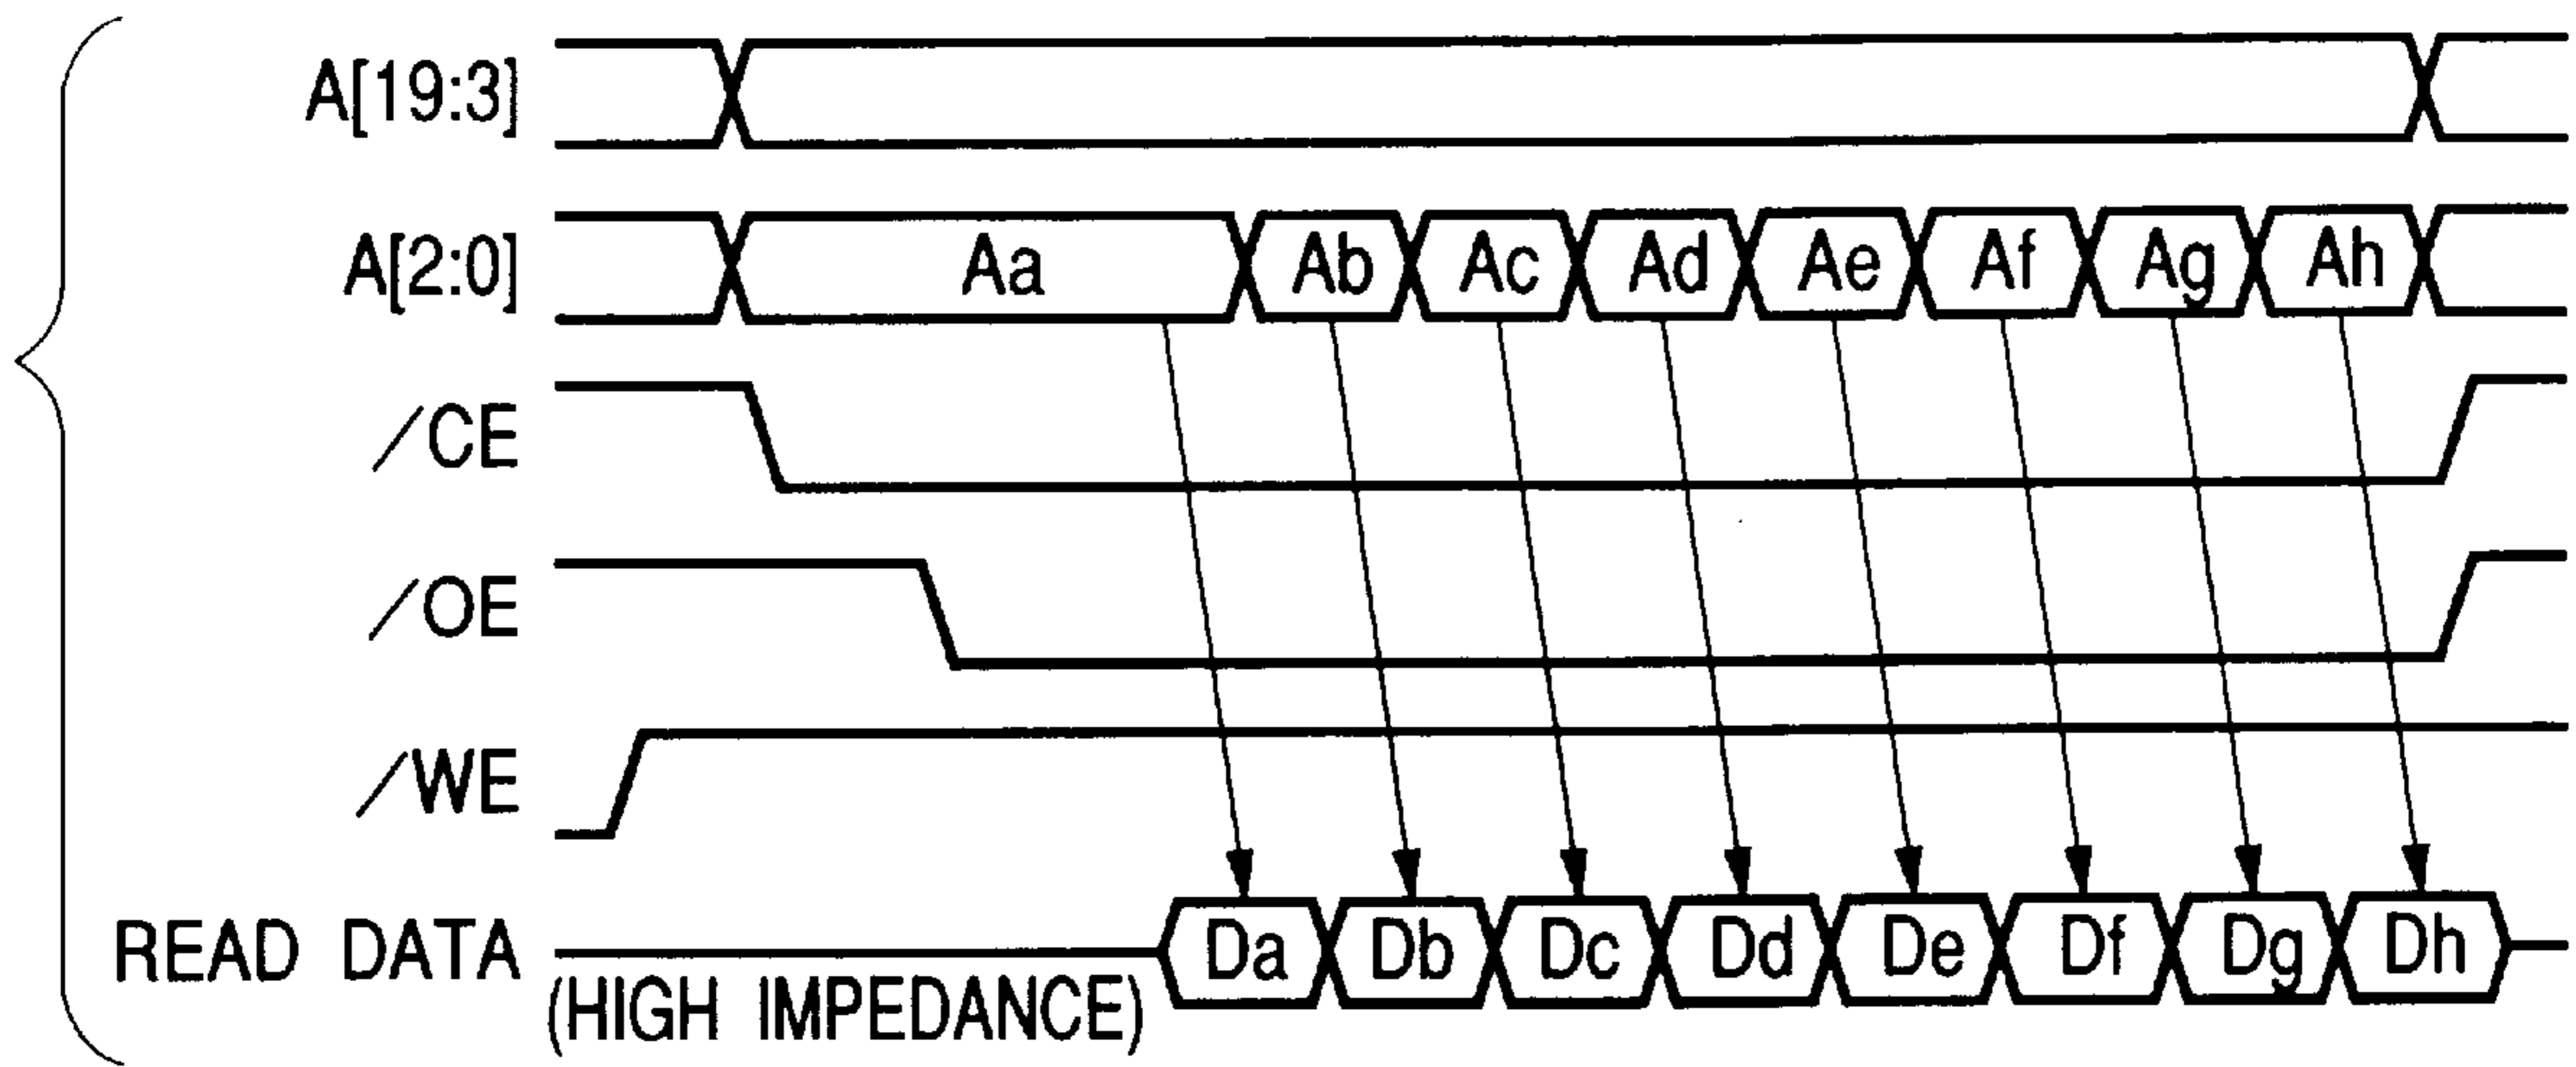 A[19:3]
A[2:0] Aa Ab Ac Ad Ae Af Ag Ah
/CE
/OE
/WE
READ DATA Da Db Dc Dd De Df Dg Dh
(HIGH IMPEDANCE)